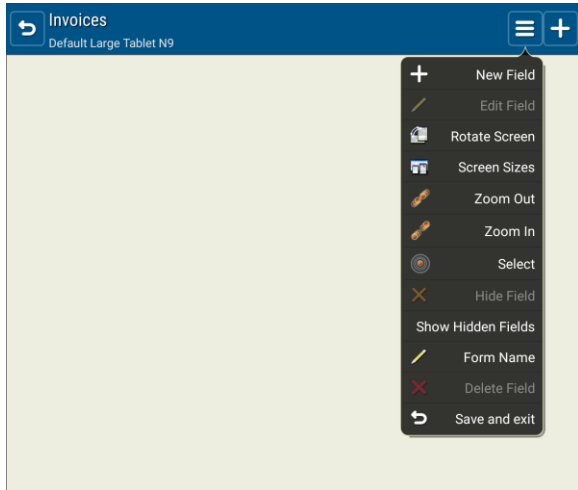 Invoices
Default Large Tablet N9
New Field
Edit Field
Rotate Screen
Screen Sizes
Zoom Out
Zoom In
Select
Hide Field
Show Hidden Fields
Form Name
Delete Field
Save and exit